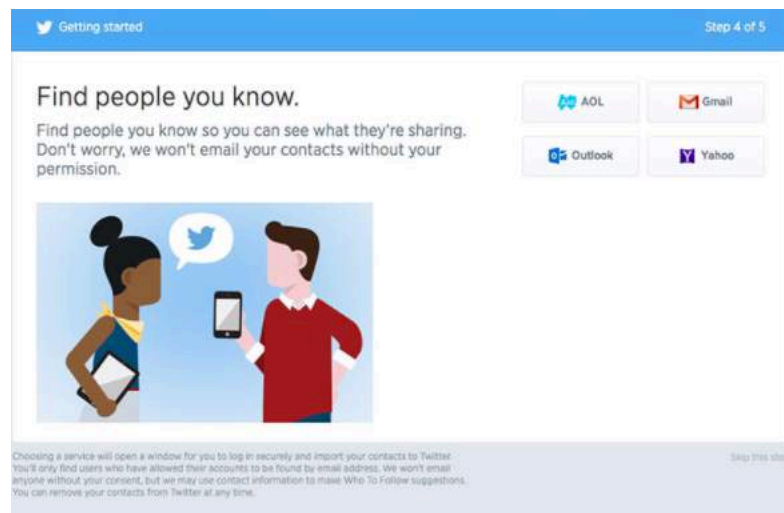 Getting started
Step 4 of 5
Find people you know.
Find people you know so you can see what they're sharing.
Don't worry, we won't email your contacts without your
permission.
AOL
Gmail
Outlook
Yahoo
Choosing a service will open a window for you to log in securely and import your contacts to Twitter.
You'll only find users who have allowed their accounts to be found by email address. We won't email
anyone without your consent, but we may use contact information to make Who To Follow suggestions.
You can remove your contacts from Twitter at any time.
Skip this